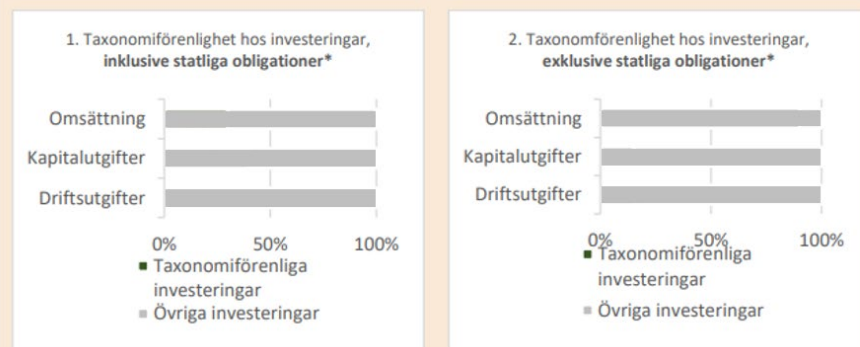 1. Taxonomiförenlighet hos investeringar,
inklusive statliga obligationer*
Omsättning
Kapitalutgifter
Driftsutgifter
0% 50% 100%
Taxonomiförenliga
investeringar
Övriga investeringar
2. Taxonomförenlighet hos investeringar,
exklusive statliga obligationer*
Omsättning
Kapitalutgifter
Driftsutgifter
0% 50% 100%
Taxonomiförenliga
investeringar
Övriga investeringar